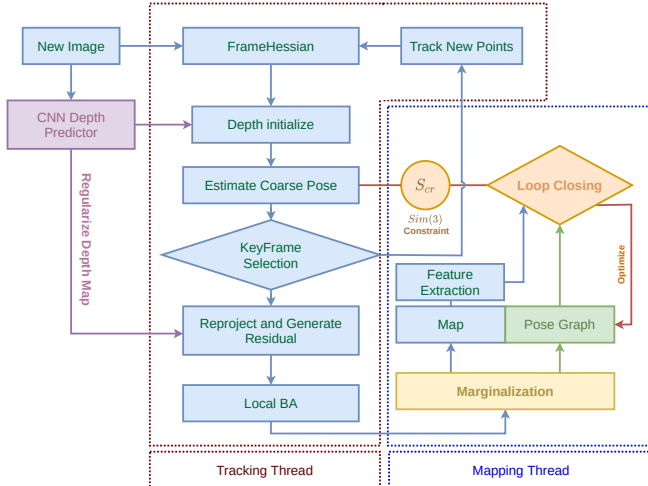 New Image
FrameHessian
Track New Points
CNN Depth
Predictor
Depth initialize
Estimate Coarse Pose
S_cr
Sim(3)
Constraint
Loop Closing
KeyFrame
Selection
Regularize Depth Map
Optimize
Feature
Extraction
Reproject and Generate
Residual
Map
Pose Graph
Local BA
Marginalization
Tracking Thread
Mapping Thread